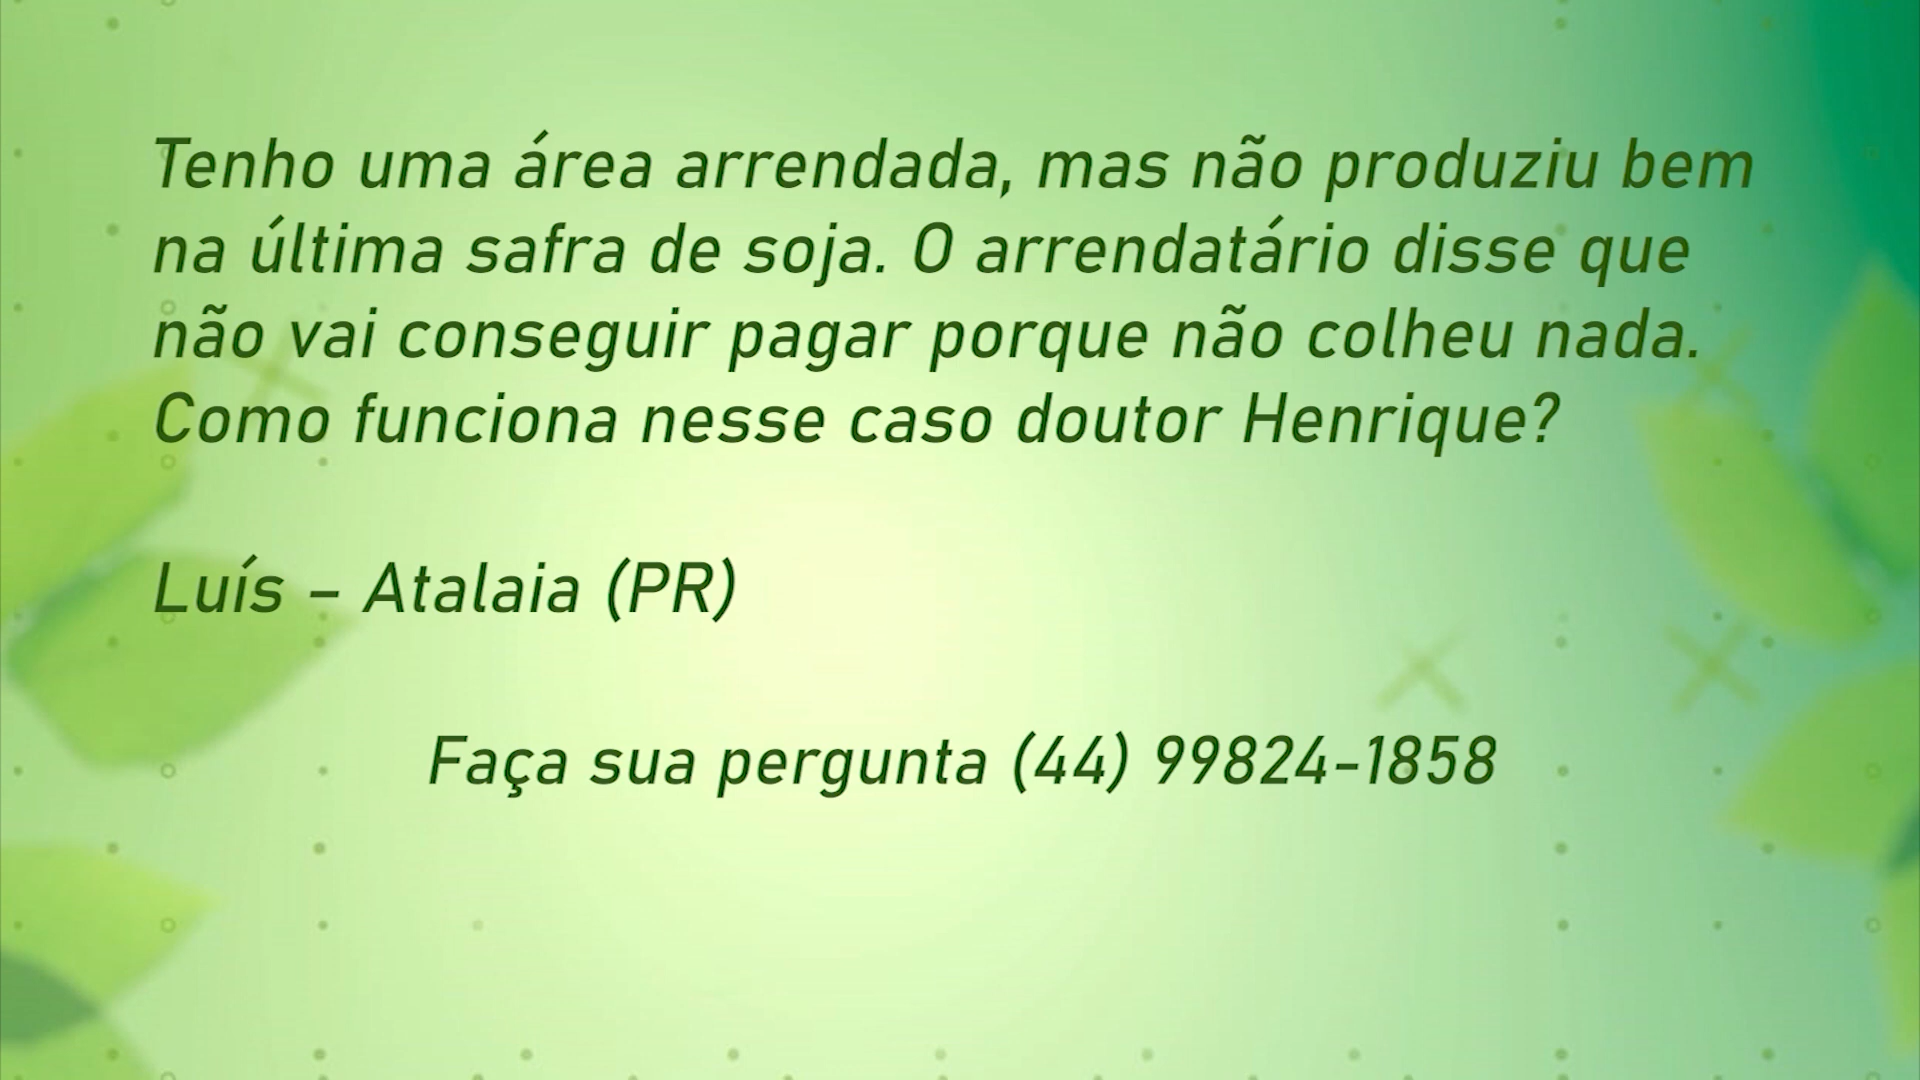 Tenho uma área arrendada, mas não produziu bem
na última safra de soja. O arrendatário disse que
não vai conseguir pagar porque não colheu nada.
Como funciona nesse caso doutor Henrique?
Luís – Atalaia (PR)
Faça sua pergunta (44) 99824-1858